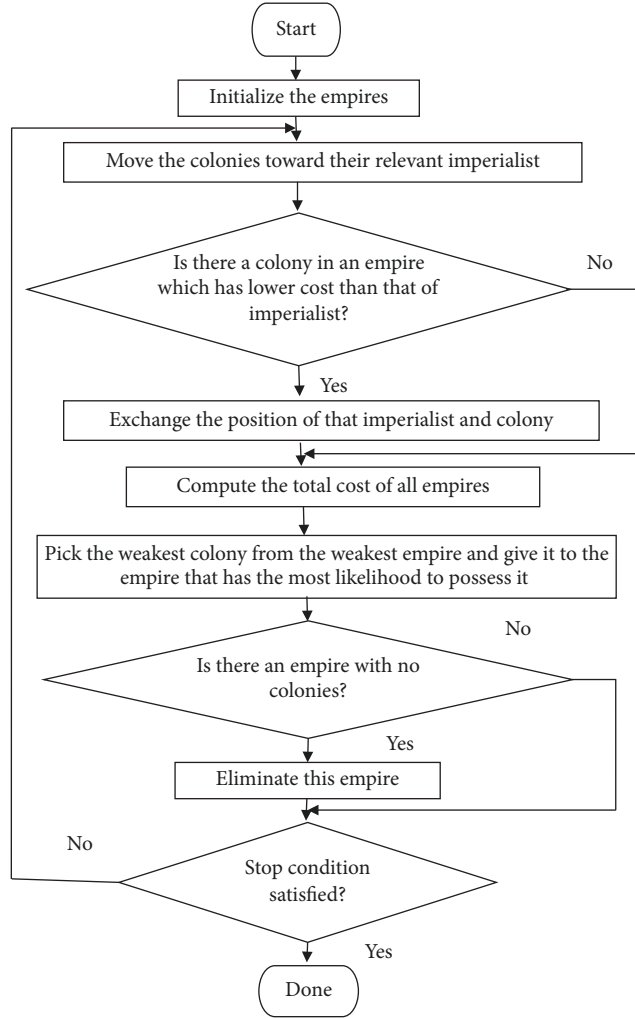 Start
Initialize the empires
Move the colonies toward their relevant imperialist
Is there a colony in an empire
which has lower cost than that of
imperialist?
No
Yes
Exchange the position of that imperialist and colony
Compute the total cost of all empires
Pick the weakest colony from the weakest empire and give it to the
empire that has the most likelihood to possess it
No
Is there an empire with no
colonies?
Yes
Eliminate this empire
No
Stop condition
satisfied?
Yes
Done